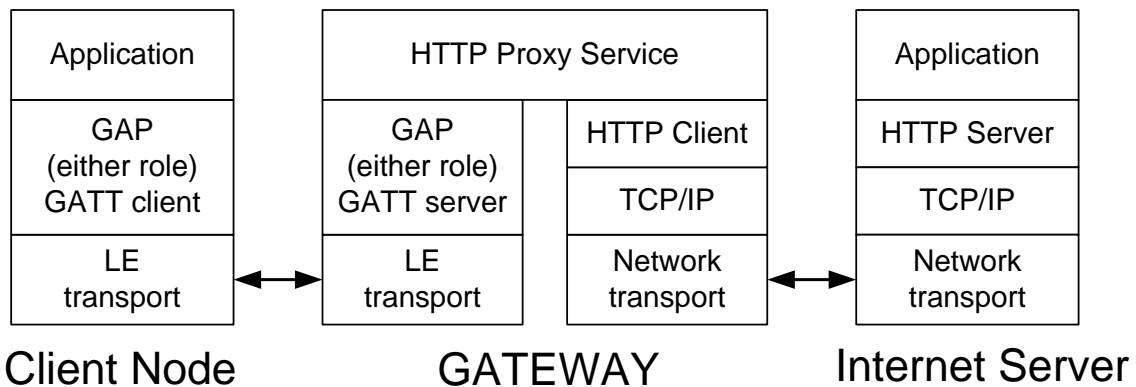 Application
GAP
(either role)
GATT client
LE
transport
Client Node
HTTP Proxy Service
GAP
(either role)
GATT server
LE
transport
HTTP Client
TCP/IP
Network
transport
GATEWAY
Application
HTTP Server
TCP/IP
Network
transport
Internet Server